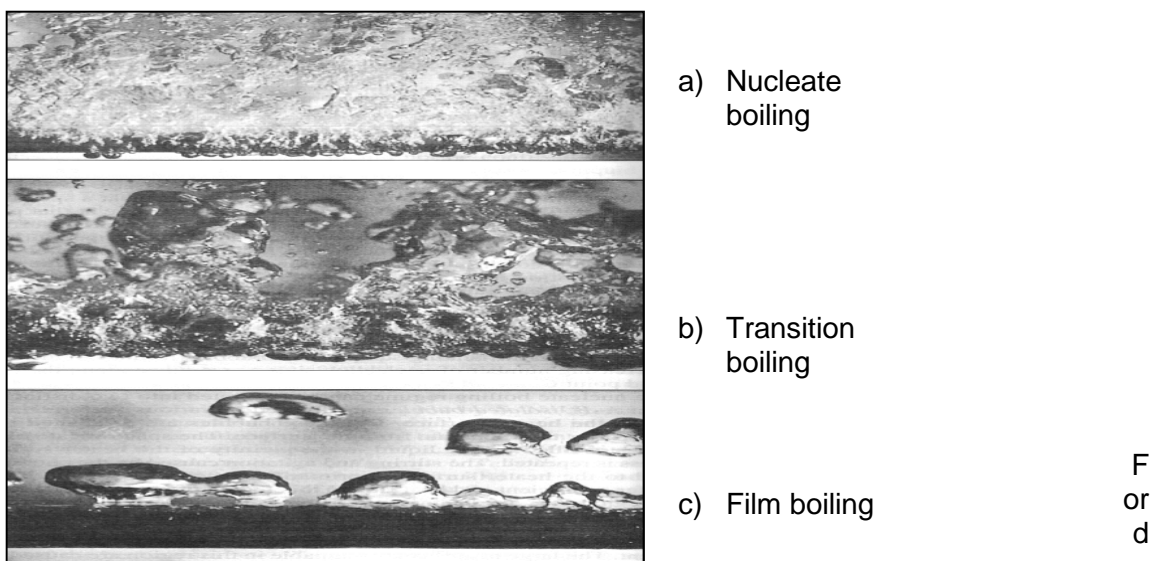 a) Nucleate
boiling
b) Transition
boiling
c) Film boiling
F
or
d